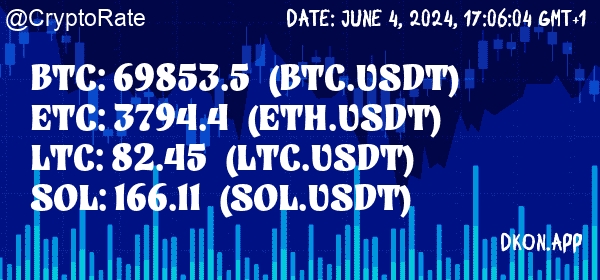 @CryptoRate
DATE: JUNE 4, 2024, 17:06:04 GMT+1
BTC: 69853.5 (BTC.USDT)
ETC: 3794.4 (ETH.USDT)
LTC: 82.45 (LTC.USDT)
SOL: 166.11 (SOL.USDT)
DKON.APP